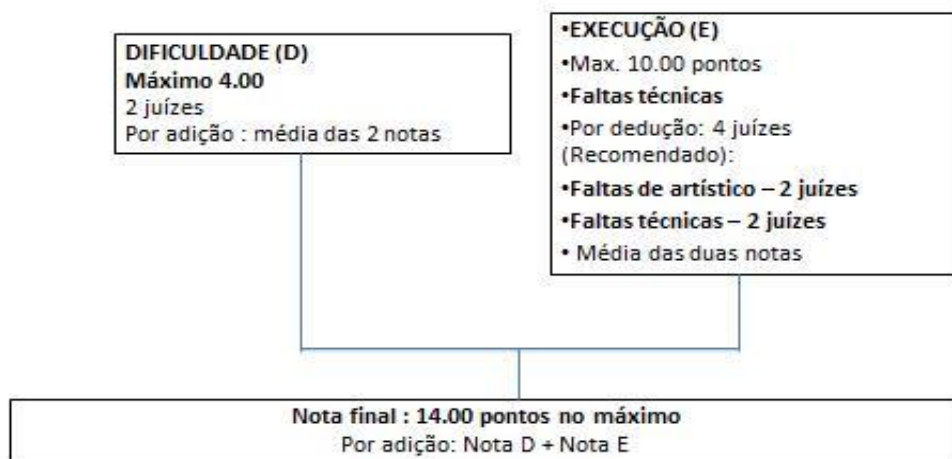 DIFICULDADE (D)
Máximo 4.00
2 juízes
Por adição : média das 2 notas
•EXECUÇÃO (E)
•Max. 10.00 pontos
•Faltas técnicas
•Por dedução: 4 juízes
(Recomendado):
•Faltas de artístico – 2 juízes
•Faltas técnicas – 2 juízes
• Média das duas notas
Nota final : 14.00 pontos no máximo
Por adição: Nota D + Nota E